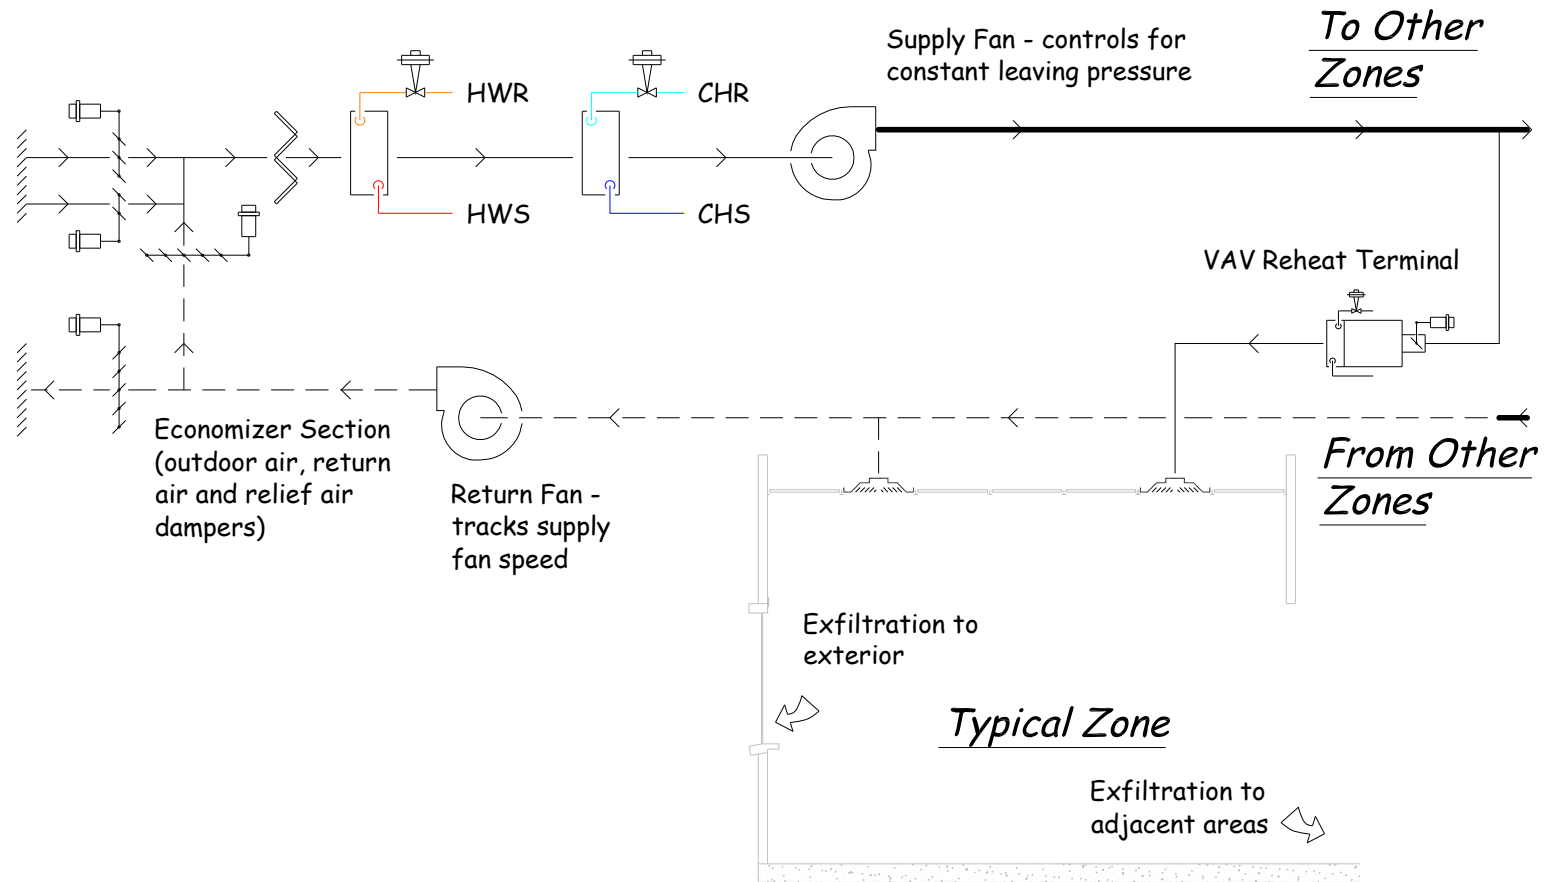 To Other
Zones
Supply Fan - controls for
constant leaving pressure
HWR
CHR
HWS
CHS
VAV Reheat Terminal
Economizer Section
(outdoor air, return
air and relief air
dampers)
Return Fan -
tracks supply
fan speed
From Other
Zones
Exfiltration to
exterior
Typical Zone
Exfiltration to
adjacent areas